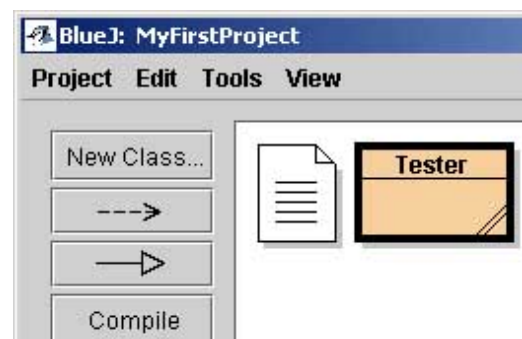 BlueJ: MyFirstProject
Project Edit Tools View
New Class...
Tester
Compile